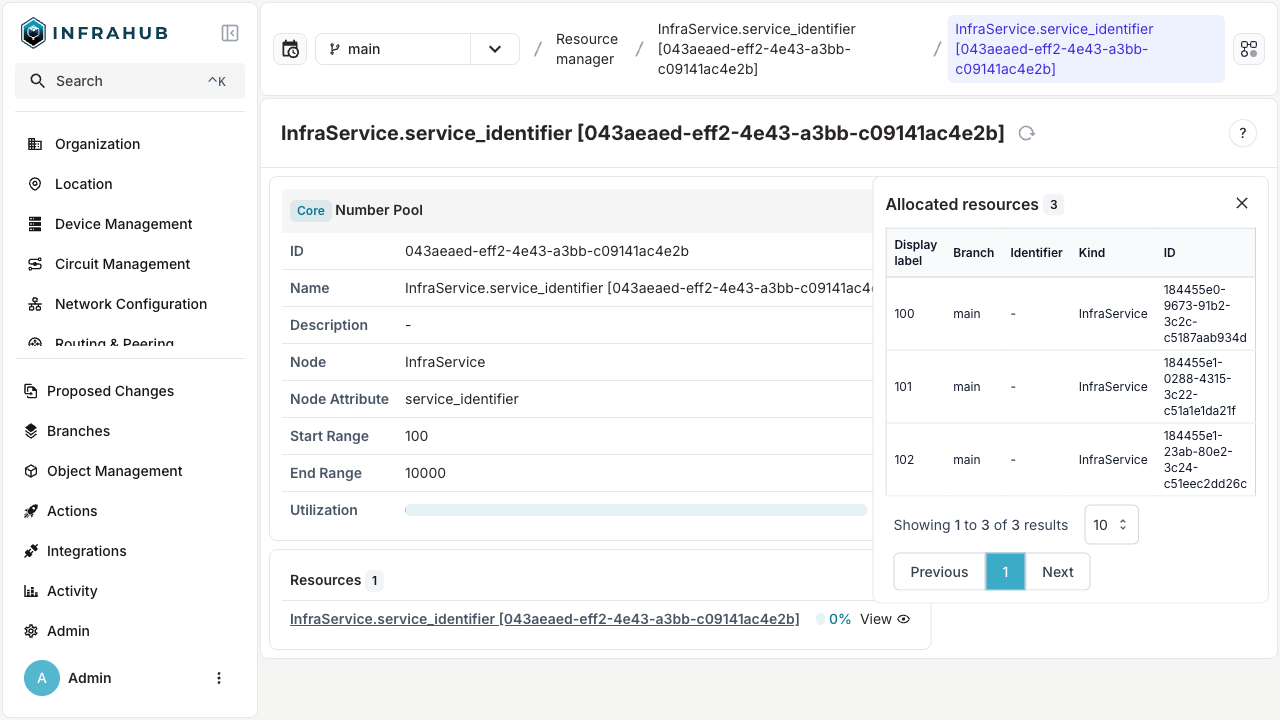 INFRAHUB
Search
^K
Organization
Location
Device Management
Circuit Management
Network Configuration
Routing & Peering
Proposed Changes
Branches
Object Management
Actions
Integrations
Activity
Admin
A
Admin
main
/
Resource
manager
/
InfraService.service_identifier
[043aeaed-eff2-4e43-a3bb-
c09141ac4e2b]
/
InfraService.service_identifier
[043aeaed-eff2-4e43-a3bb-
c09141ac4e2b]
InfraService.service_identifier [043aeaed-eff2-4e43-a3bb-c09141ac4e2b]
?
Core Number Pool
ID 043aeaed-eff2-4e43-a3bb-c09141ac4e2b
Name InfraService.service_identifier [043aeaed-eff2-4e43-a3bb-c09141ac4
Description -
Node InfraService
Node Attribute service_identifier
Start Range 100
End Range 10000
Utilization
Resources 1
InfraService.service_identifier [043aeaed-eff2-4e43-a3bb-c09141ac4e2b] 0% View
Allocated resources 3
Display
label
Branch Identifier Kind ID
100 main - InfraService
184455e0-
9673-91b2-
3c2c-
c5187aab934d
101 main - InfraService
184455e1-
0288-4315-
3c22-
c51a1e1da21f
102 main - InfraService
184455e1-
23ab-80e2-
3c24-
c51eec2dd26c
Showing 1 to 3 of 3 results 10
Previous 1 Next